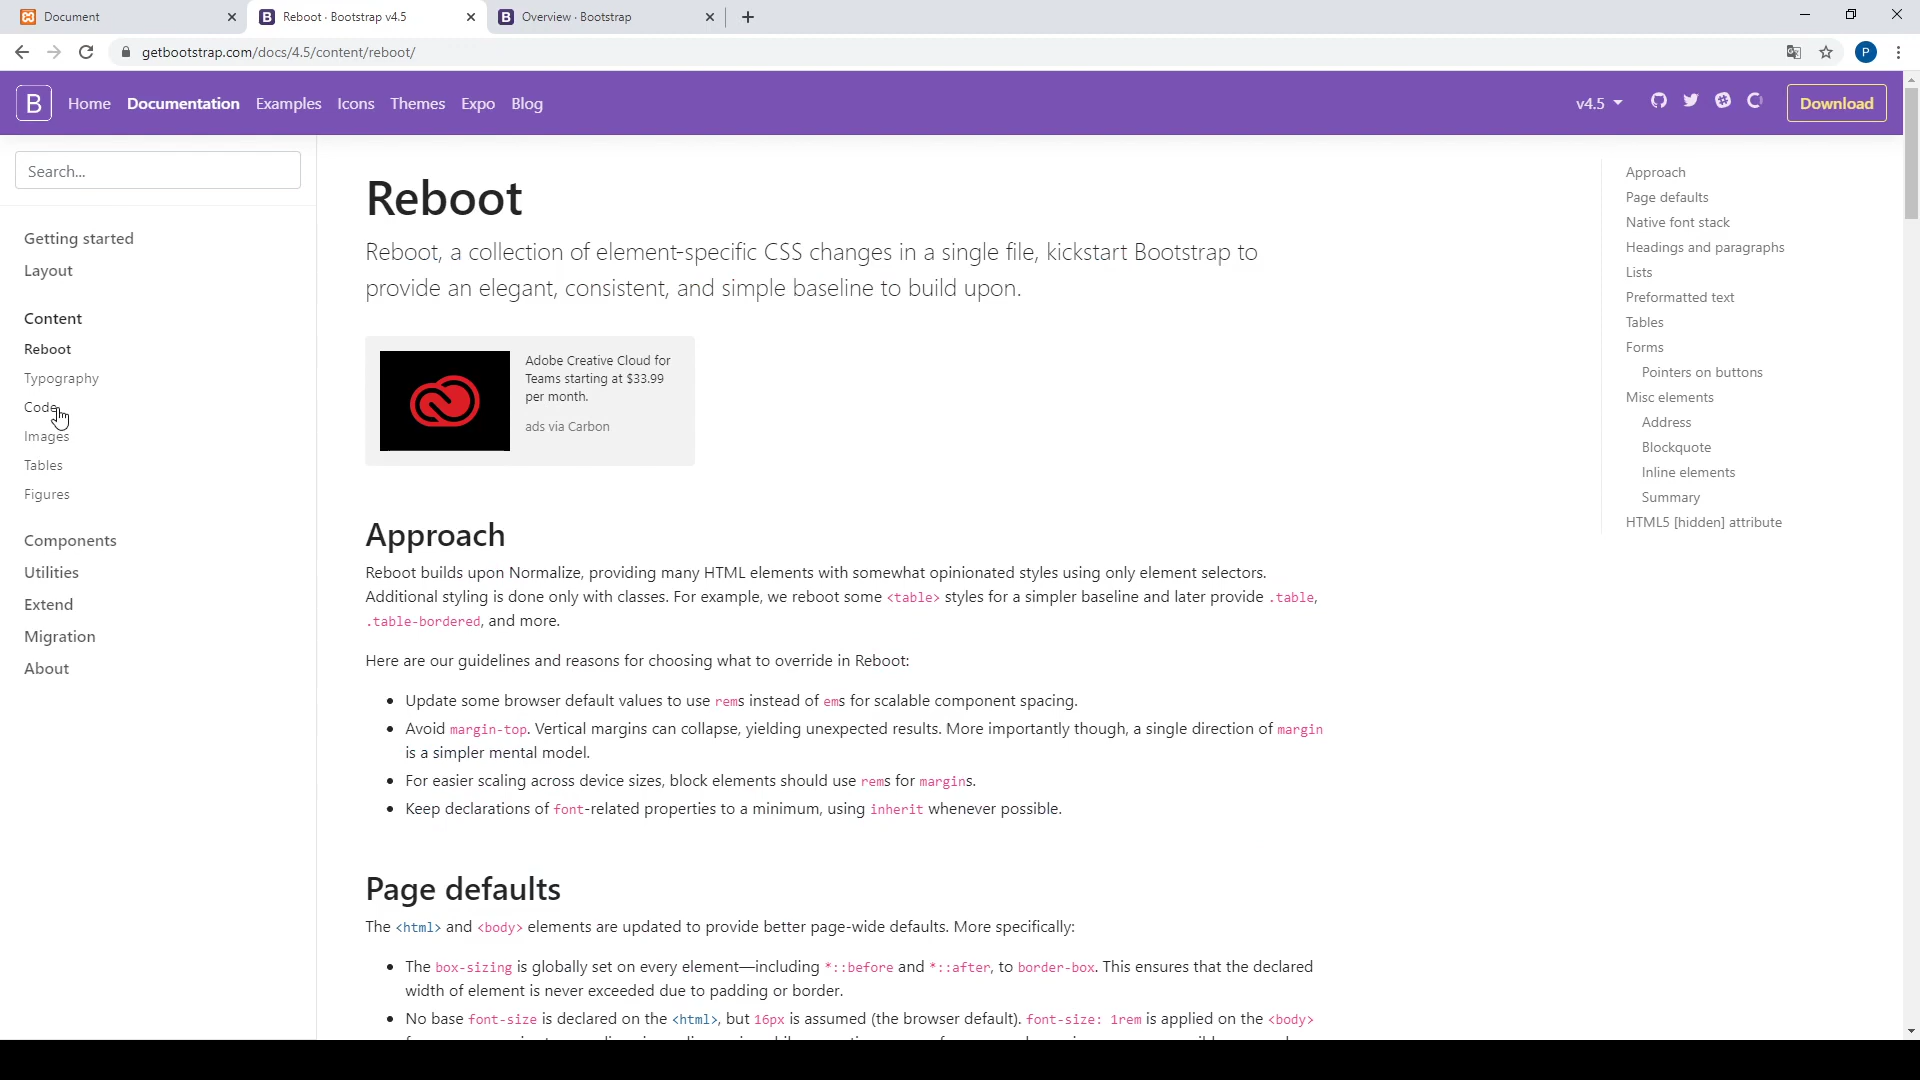 Document
Reboot · Bootstrap v4.5
Overview · Bootstrap
getbootstrap.com/docs/4.5/content/reboot/
P
B
Home
Documentation
Examples
Icons
Themes
Expo
Blog
v4.5
Download
Search...
Getting started
Layout
Content
Reboot
Typography
Code
Images
Tables
Figures
Components
Utilities
Extend
Migration
About
Reboot
Reboot, a collection of element-specific CSS changes in a single file, kickstart Bootstrap to
provide an elegant, consistent, and simple baseline to build upon.
Adobe Creative Cloud for
Teams starting at $33.99
per month.
ads via Carbon
Approach
Reboot builds upon Normalize, providing many HTML elements with somewhat opinionated styles using only element selectors.
Additional styling is done only with classes. For example, we reboot some <table> styles for a simpler baseline and later provide .table,
.table-bordered, and more.
Here are our guidelines and reasons for choosing what to override in Reboot:
• Update some browser default values to use rems instead of ems for scalable component spacing.
• Avoid margin-top. Vertical margins can collapse, yielding unexpected results. More importantly though, a single direction of margin
is a simpler mental model.
• For easier scaling across device sizes, block elements should use rems for margins.
• Keep declarations of font-related properties to a minimum, using inherit whenever possible.
Page defaults
The <html> and <body> elements are updated to provide better page-wide defaults. More specifically:
• The box-sizing is globally set on every element—including *::before and *::after, to border-box. This ensures that the declared
width of element is never exceeded due to padding or border.
• No base font-size is declared on the <html>, but 16px is assumed (the browser default). font-size: 1rem is applied on the <body>
Approach
Page defaults
Native font stack
Headings and paragraphs
Lists
Preformatted text
Tables
Forms
Pointers on buttons
Misc elements
Address
Blockquote
Inline elements
Summary
HTML5 [hidden] attribute